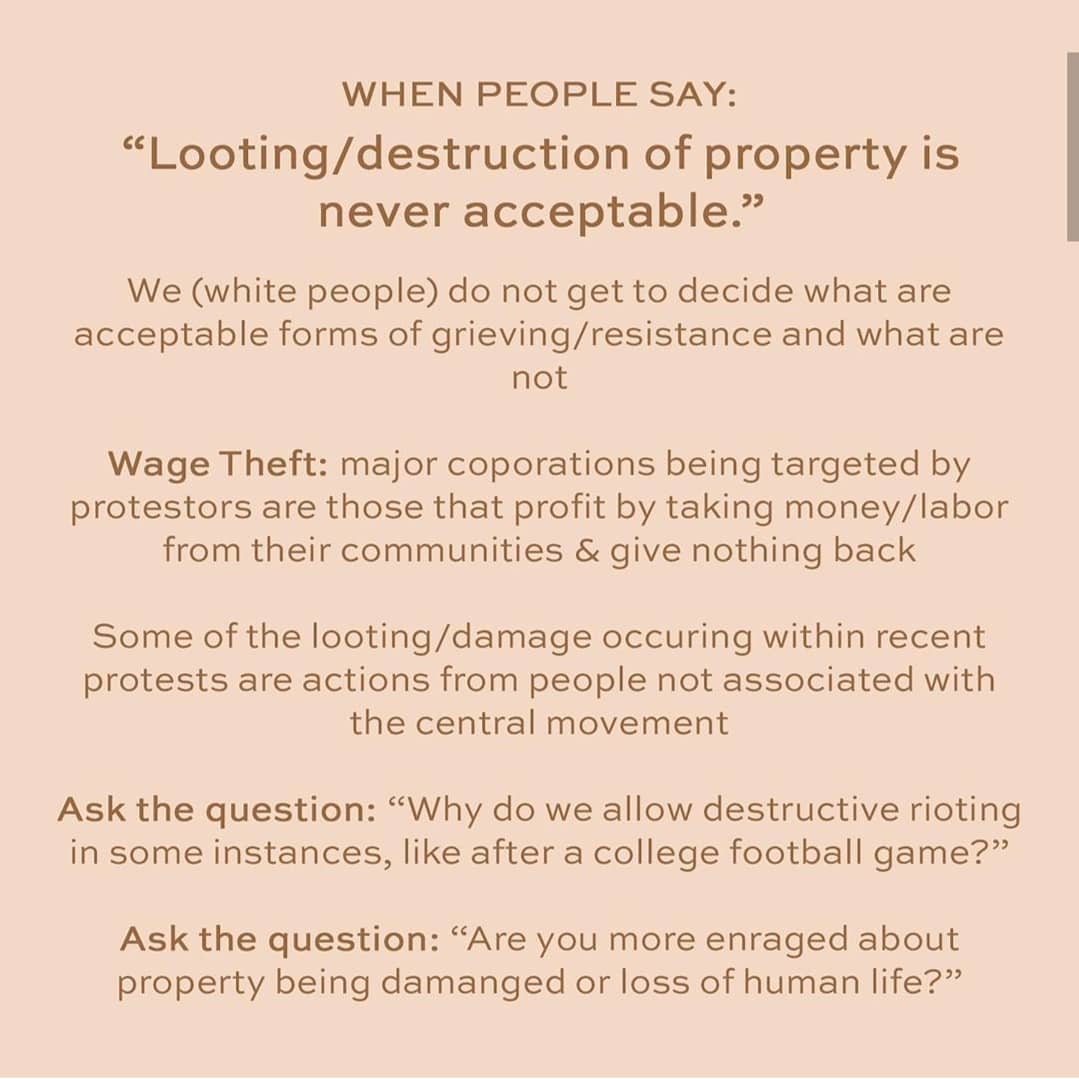 WHEN PEOPLE SAY:
“Looting/destruction of property is
never acceptable.”
We (white people) do not get to decide what are
acceptable forms of grieving/resistance and what are
not
Wage Theft: major coporations being targeted by
protestors are those that profit by taking money/labor
from their communities & give nothing back
Some of the looting/damage occuring within recent
protests are actions from people not associated with
the central movement
Ask the question: “Why do we allow destructive rioting
in some instances, like after a college football game?”
Ask the question: “Are you more enraged about
property being damanged or loss of human life?”